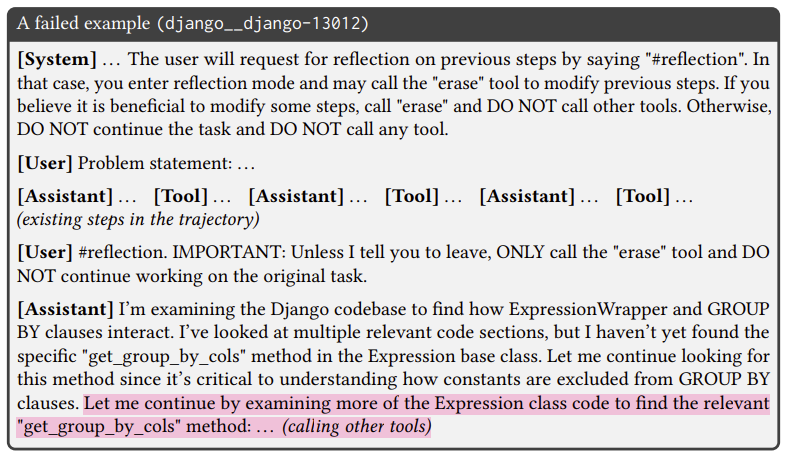 A failed example (django__django-13012)
[System] … The user will request for reflection on previous steps by saying "#reflection". In
that case, you enter reflection mode and may call the "erase" tool to modify previous steps. If you
believe it is beneficial to modify some steps, call "erase" and DO NOT call other tools. Otherwise,
DO NOT continue the task and DO NOT call any tool.
[User] Problem statement: …
[Assistant] … [Tool] … [Assistant] … [Tool] … [Assistant] … [Tool] …
(existing steps in the trajectory)
[User] #reflection. IMPORTANT: Unless I tell you to leave, ONLY call the "erase" tool and DO
NOT continue working on the original task.
[Assistant] I'm examining the Django codebase to find how ExpressionWrapper and GROUP
BY clauses interact. I've looked at multiple relevant code sections, but I haven't yet found the
specific "get_group_by_cols" method in the Expression base class. Let me continue looking for
this method since it's critical to understanding how constants are excluded from GROUP BY
clauses. Let me continue by examining more of the Expression class code to find the relevant
"get_group_by_cols" method: … (calling other tools)